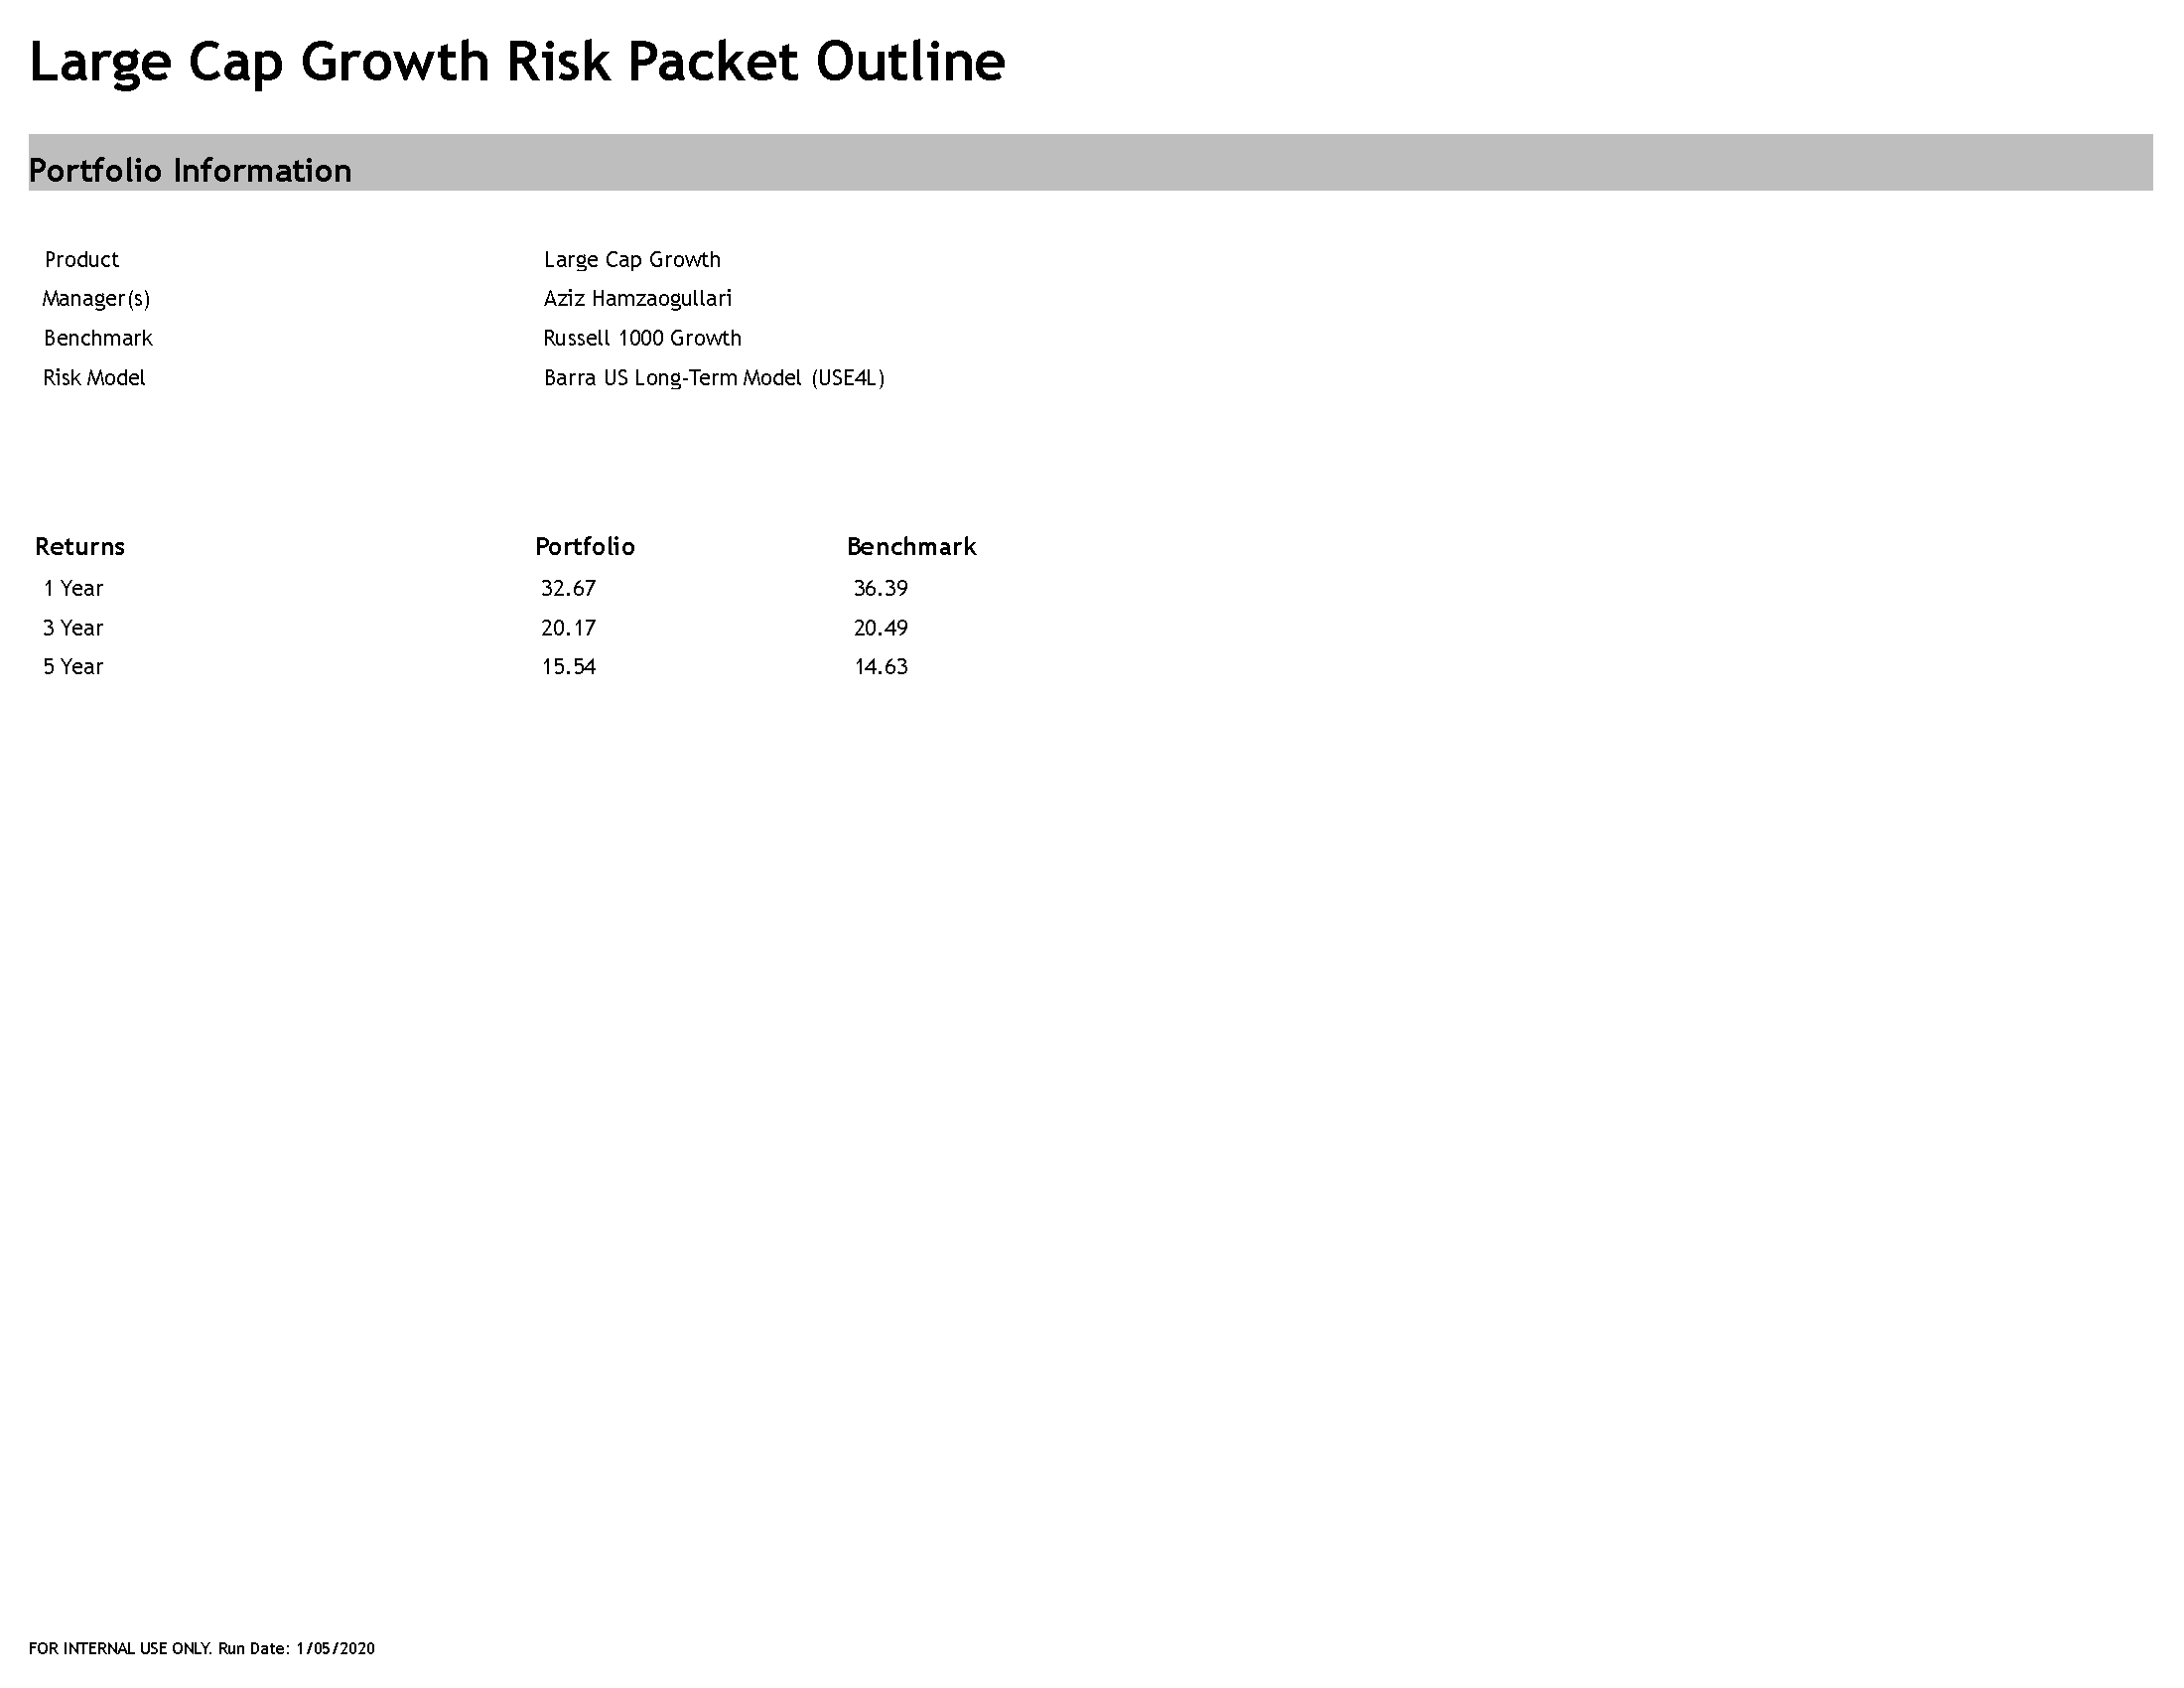 Large Cap Growth Risk Packet Outline
Portfolio Information
Product Large Cap Growth
Manager(s) Aziz Hamzaogullari
Benchmark Russell 1000 Growth
Risk Model Barra US Long-Term Model (USE4L)
Returns Portfolio Benchmark
1 Year 32.67 36.39
3 Year 20.17 20.49
5 Year 15.54 14.63
FOR INTERNAL USE ONLY. Run Date: 1/05/2020